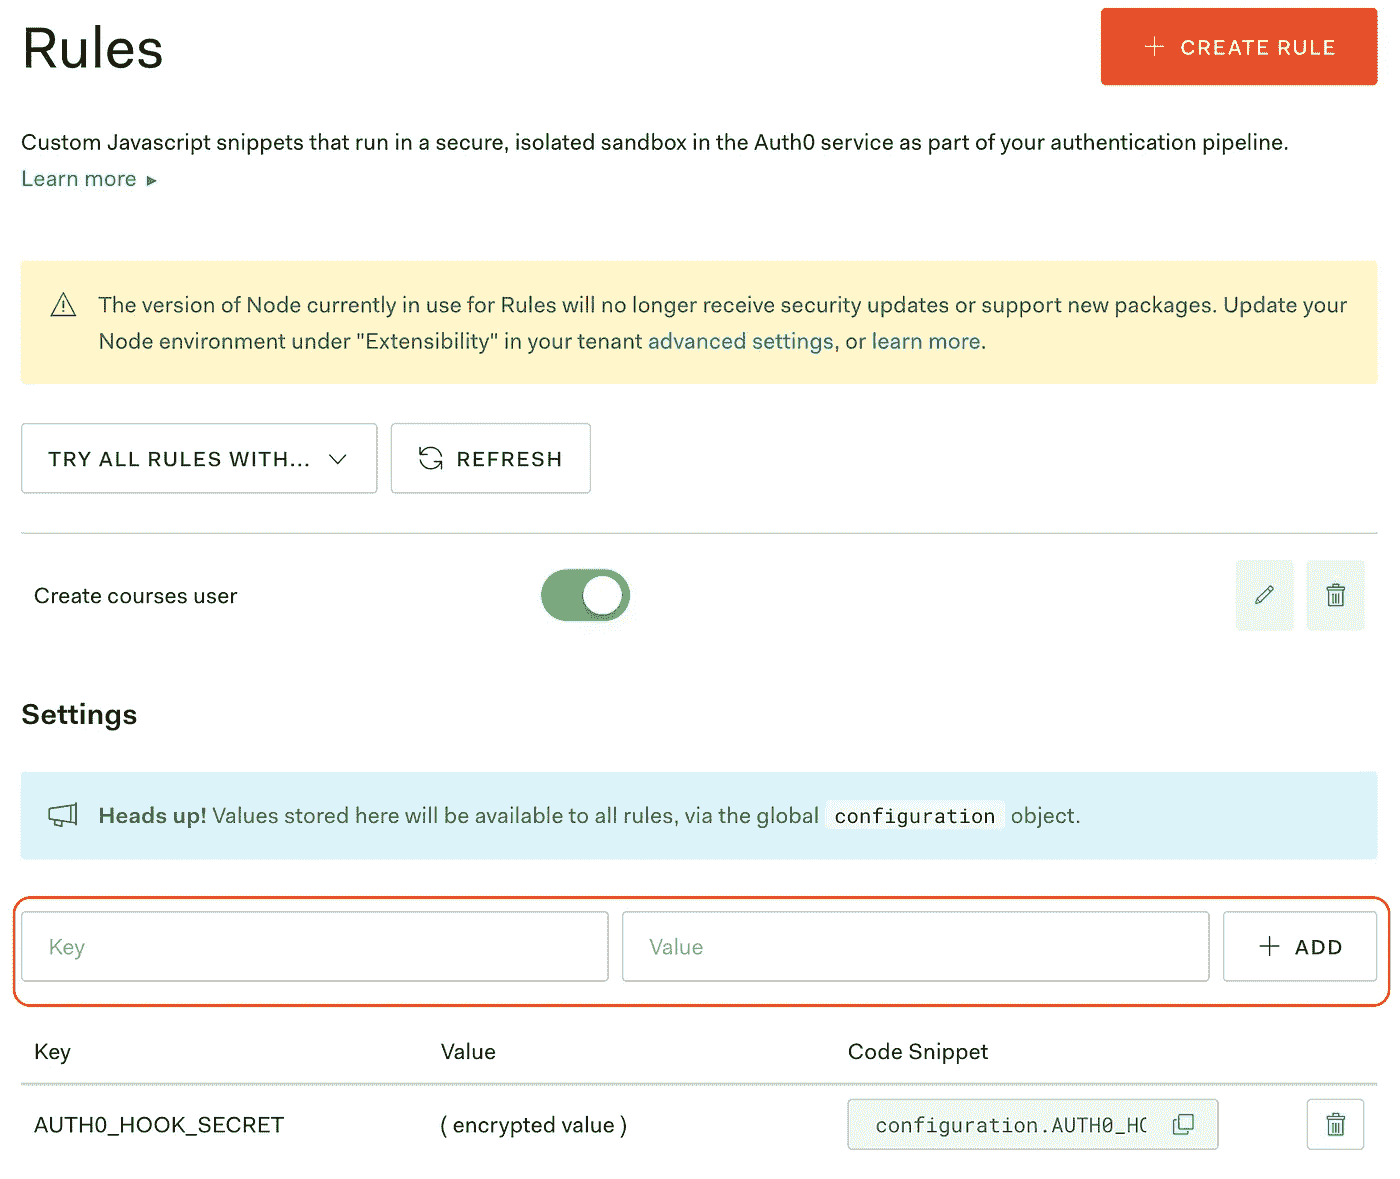 Rules
CREATE RULE
Custom Javascript snippets that run in a secure, isolated sandbox in the Auth0 service as part of your authentication pipeline.
Learn more
The version of Node currently in use for Rules will no longer receive security updates or support new packages. Update your
Node environment under "Extensibility" in your tenant advanced settings, or learn more.
TRY ALL RULES WITH...
REFRESH
Create courses user
Settings
Heads up! Values stored here will be available to all rules, via the global configuration object.
Key
Value
ADD
Key Value Code Snippet
AUTH0_HOOK_SECRET ( encrypted value ) configuration.AUTH0_HO